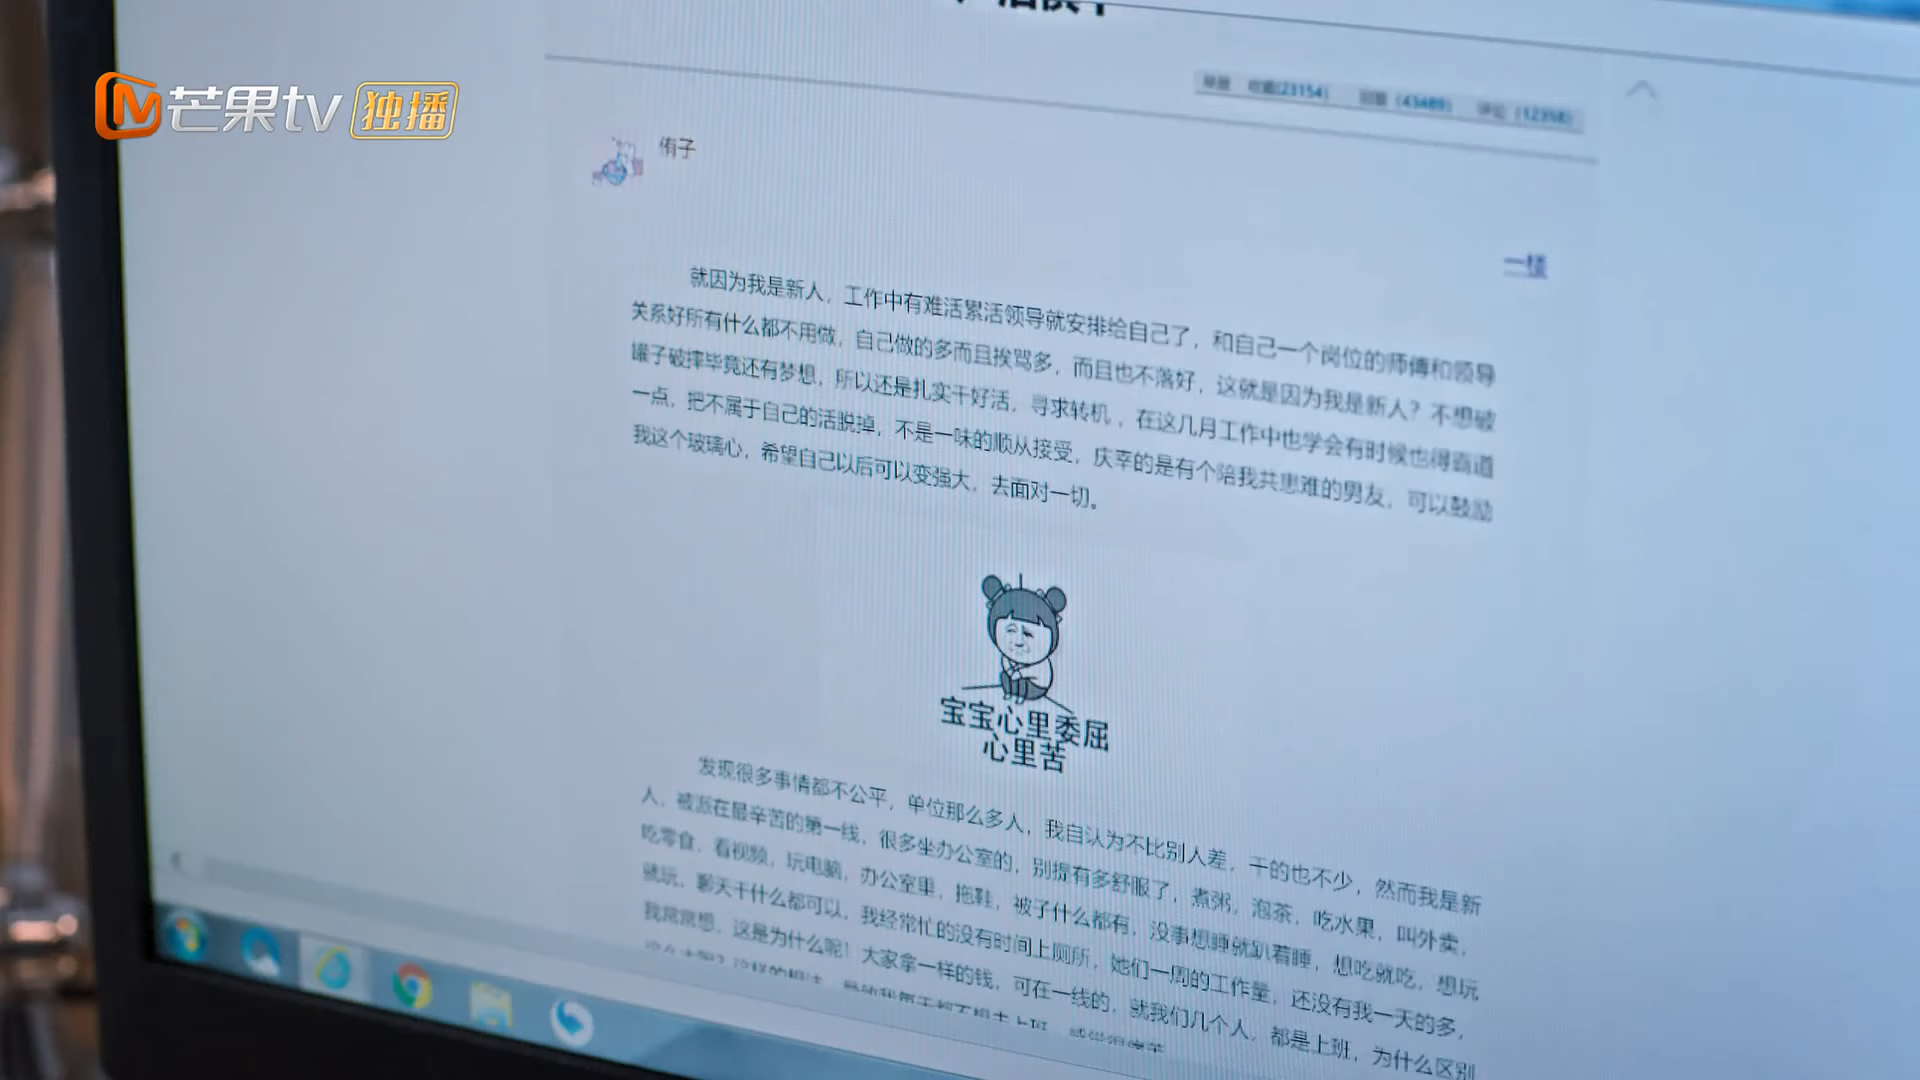 芒果tv 独播
(23154) (43489) (12358)
侑子
一楼
就因为我是新人，工作中有难活累活领导就安排给自己了，和自己一个岗位的师傅和领导
关系好所有什么都不用做，自己做的多而且挨骂多，而且也不落好，这就是因为我是新人？不想破
罐子破摔毕竟还有梦想，所以还是扎实干好活，寻求转机，在这几月工作中也学会有时候也得霸道
一点，把不属于自己的活脱掉，不是一味的顺从接受，庆幸的是有个陪我共患难的男友，可以鼓励
我这个玻璃心，希望自己以后可以变强大，去面对一切。
宝宝心里委屈
心里苦
发现很多事情都不公平，单位那么多人，我自认为不比别人差，干的也不少，然而我是新
人，被派在最辛苦的第一线，很多坐办公室的，别提有多舒服了，煮粥，泡茶，吃水果，叫外卖，
吃零食，看视频，玩电脑，办公室里，拖鞋，被子什么都有，没事想睡就趴着睡，想吃就吃，想玩
就玩，聊天干什么都可以，我经常忙的没有时间上厕所，她们一周的工作量，还没有我一天的多，
我常常想，这是为什么呢！大家拿一样的钱，可在一线的，就我们几个人，都是上班，为什么区别